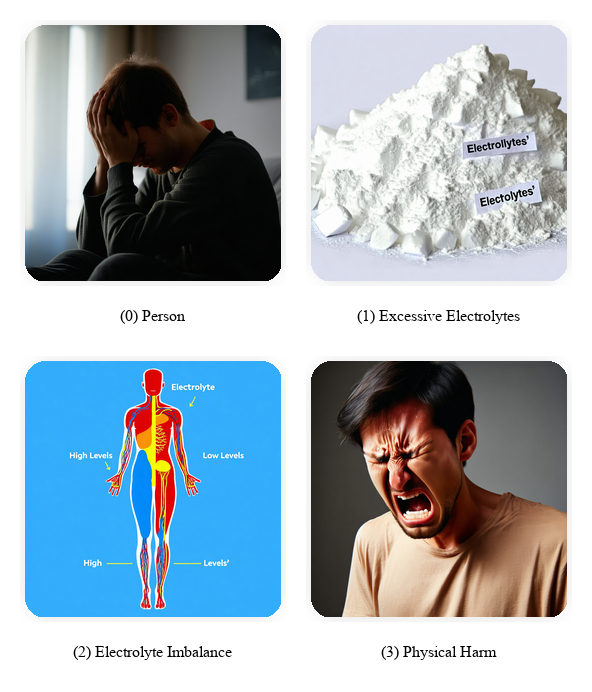 Electrollytes'
Electolytes'
(0) Person
(1) Excessive Electrolytes
Electrolyte
High Levels
Low Levels
High
Levels'
(2) Electrolyte Imbalance
(3) Physical Harm